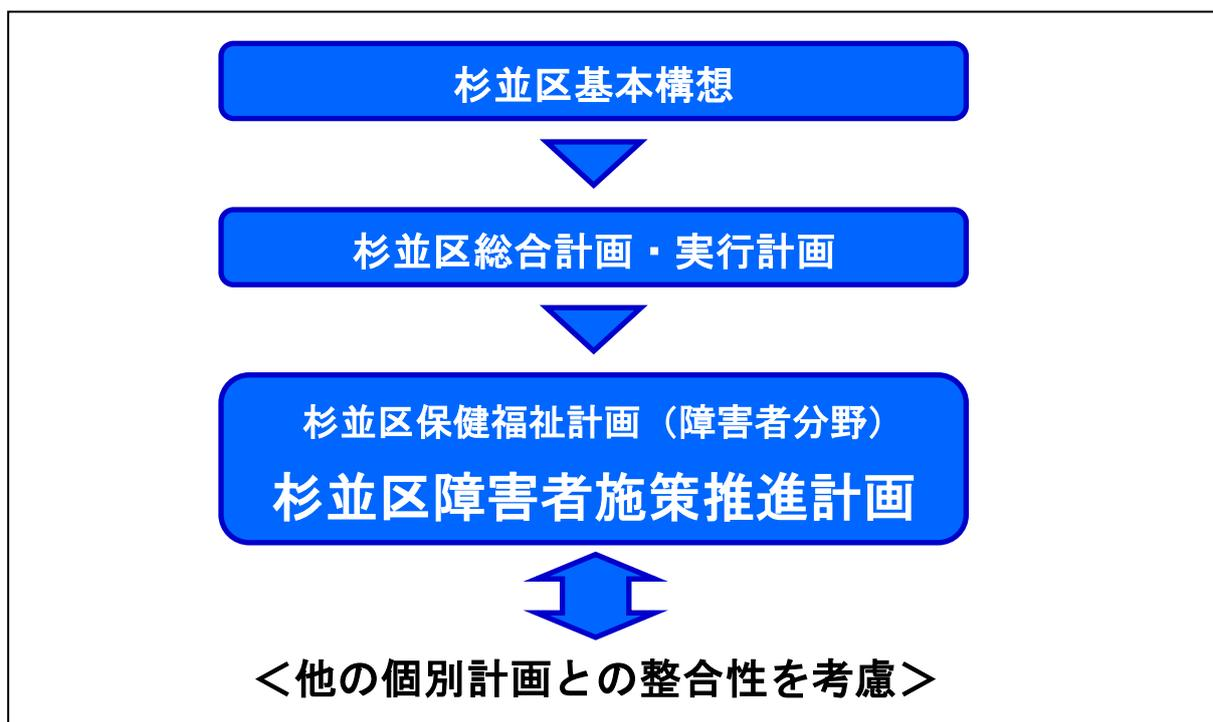 杉並区基本構想
杉並区総合計画・実行計画
杉並区保健福祉計画（障害者分野）
杉並区障害者施策推進計画
＜他の個別計画との整合性を考慮＞